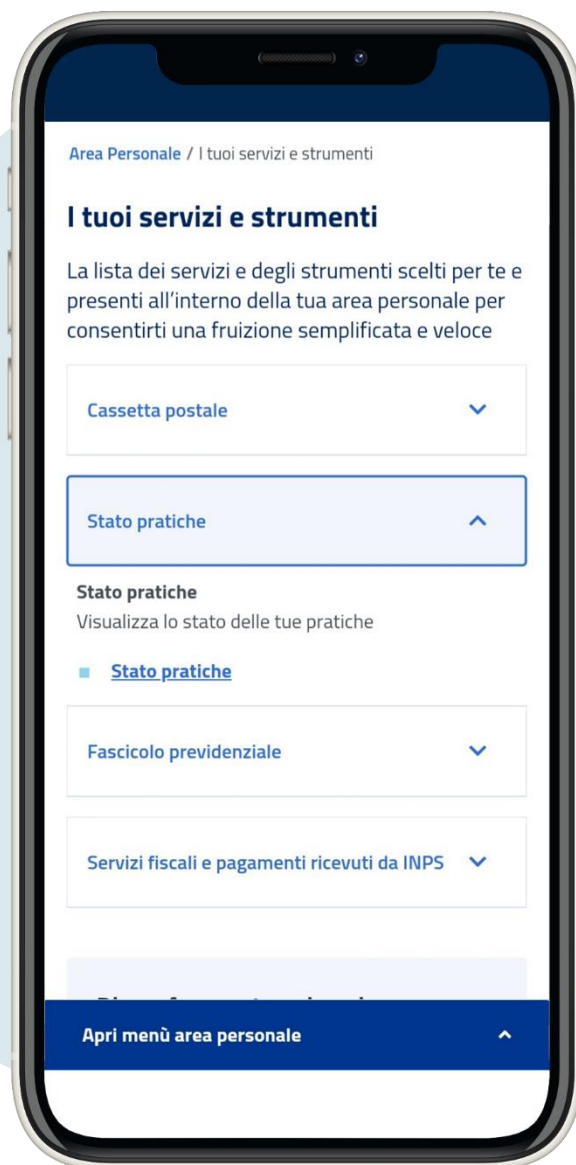 Area Personale / I tuoi servizi e strumenti
I tuoi servizi e strumenti
La lista dei servizi e degli strumenti scelti per te e
presenti all'interno della tua area personale per
consentirti una fruizione semplificata e veloce
Cassetta postale
Stato pratiche
Stato pratiche
Visualizza lo stato delle tue pratiche
Stato pratiche
Fascicolo previdenziale
Servizi fiscali e pagamenti ricevuti da INPS
Apri menù area personale